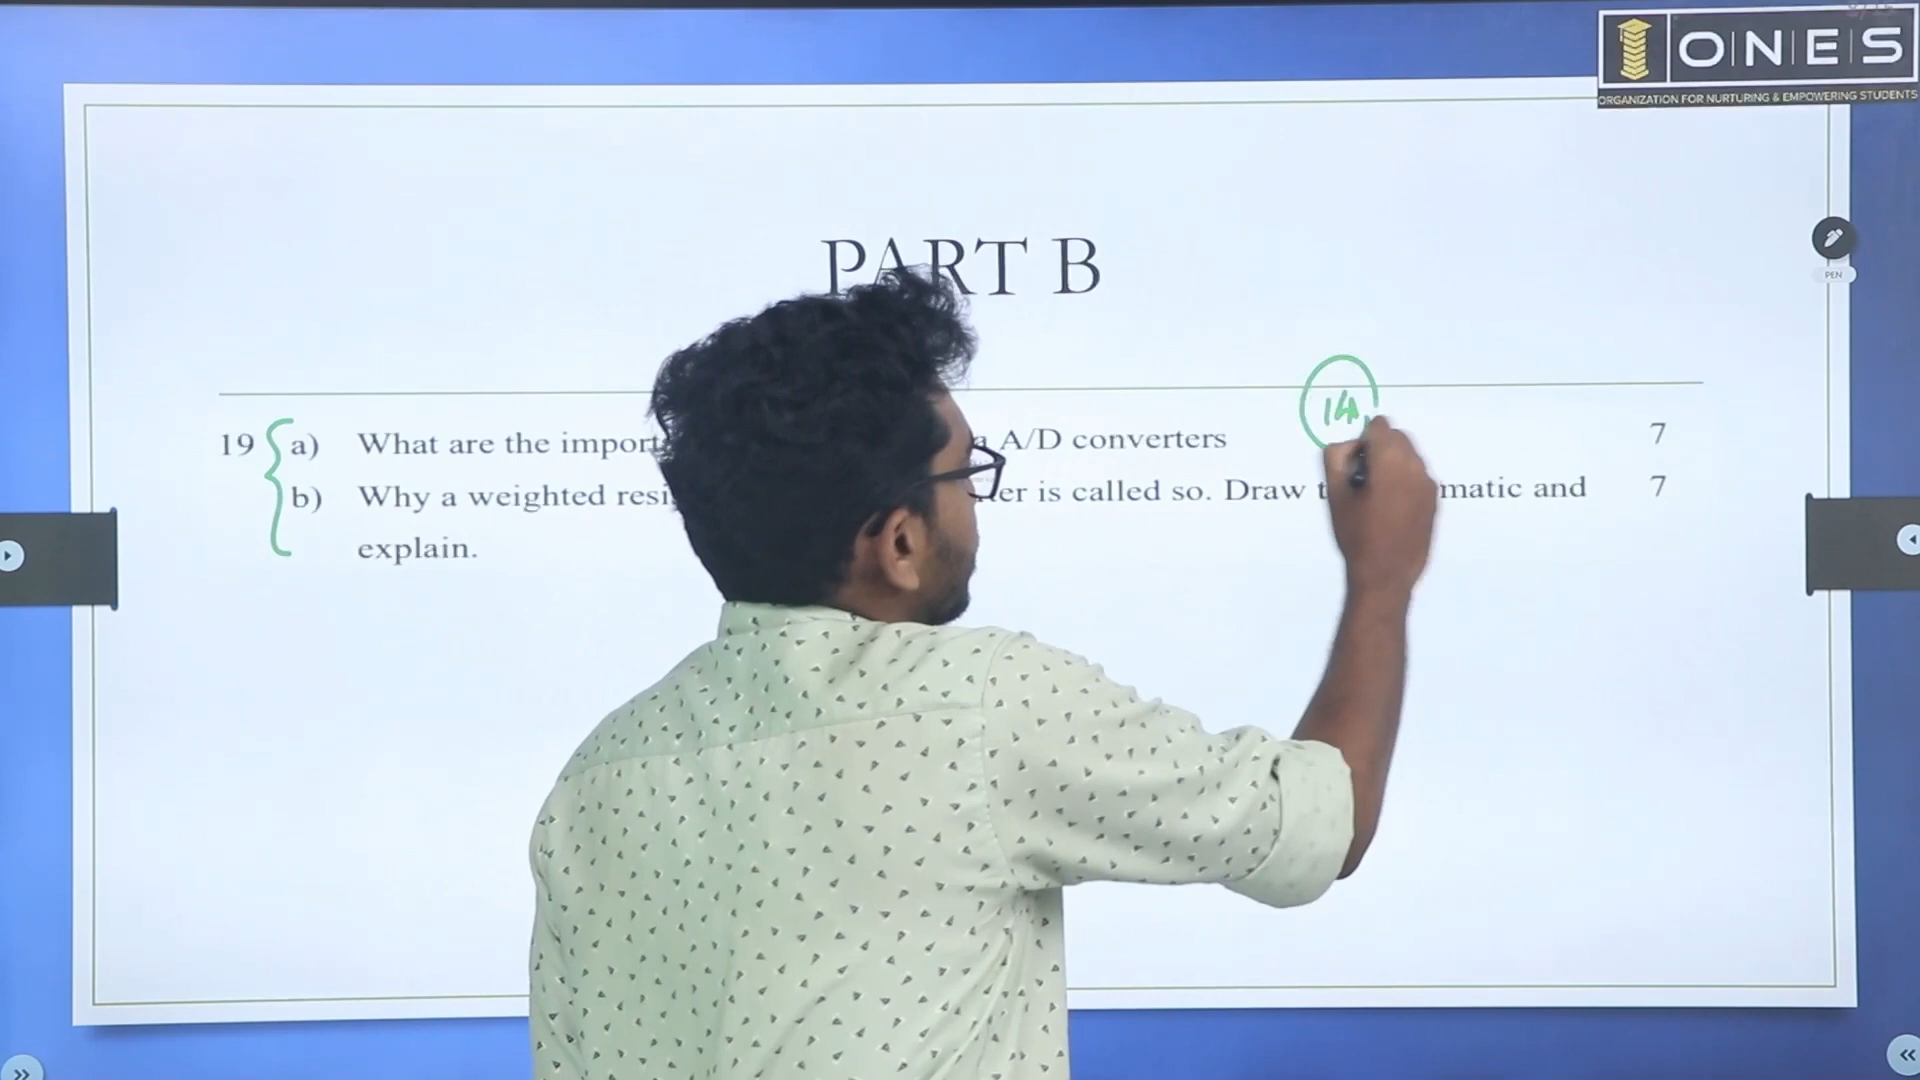 O|N|E|S
ORGANIZATION FOR NURTURING & EMPOWERING STUDENTS
PART B
PEN
14
19 a) What are the import A/D converters 7
b) Why a weighted resi er is called so. Draw matic and 7
explain.